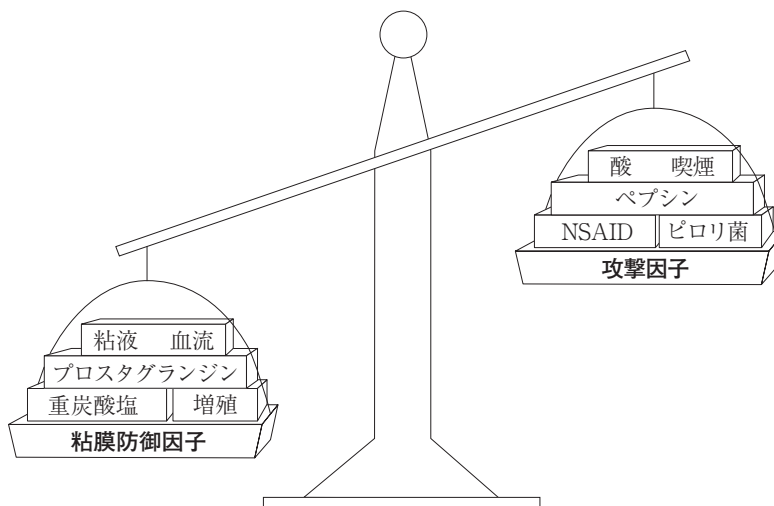 酸 喫煙
ペプシン
NSAID ピロリ菌
攻撃因子
粘液 血流
プロスタグランジン
重炭酸塩 増殖
粘膜防御因子